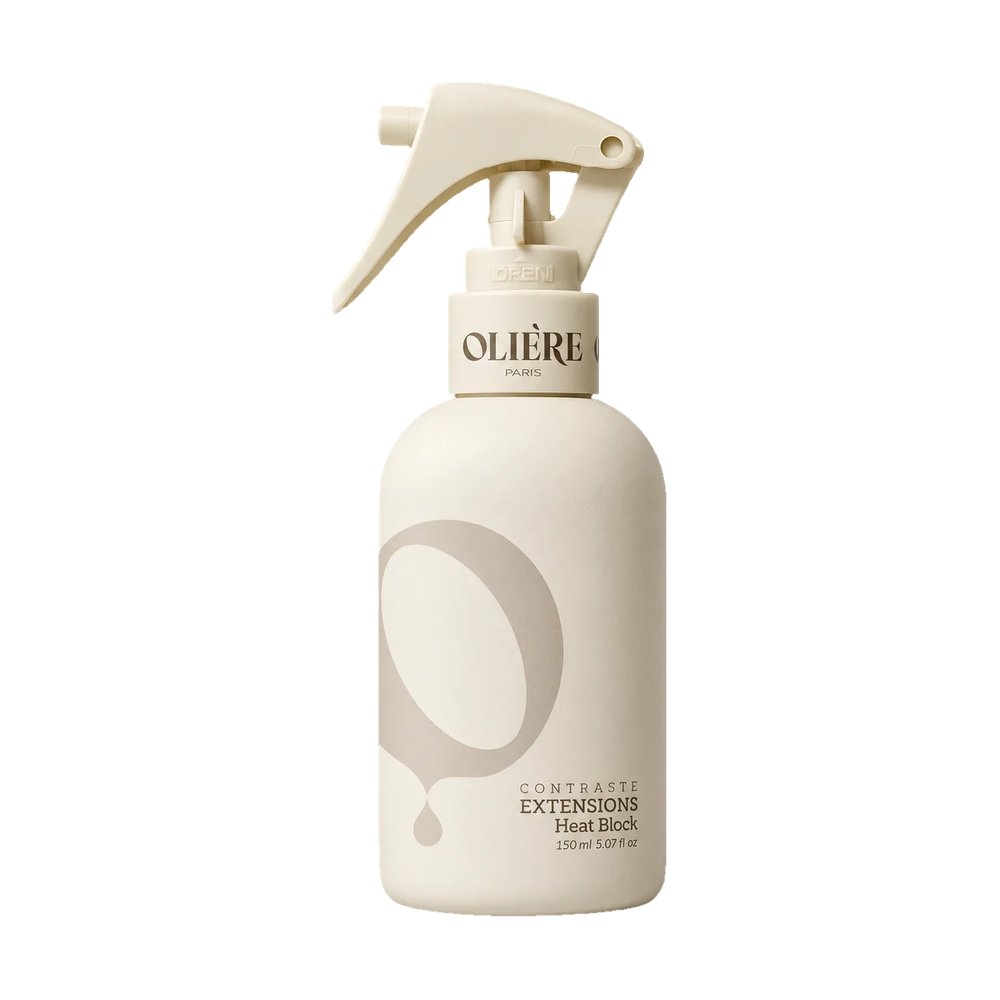 OPEN
OLIÈRE
PARIS
CONTRASTE
EXTENSIONS
Heat Block
150 ml 5.07 fl oz